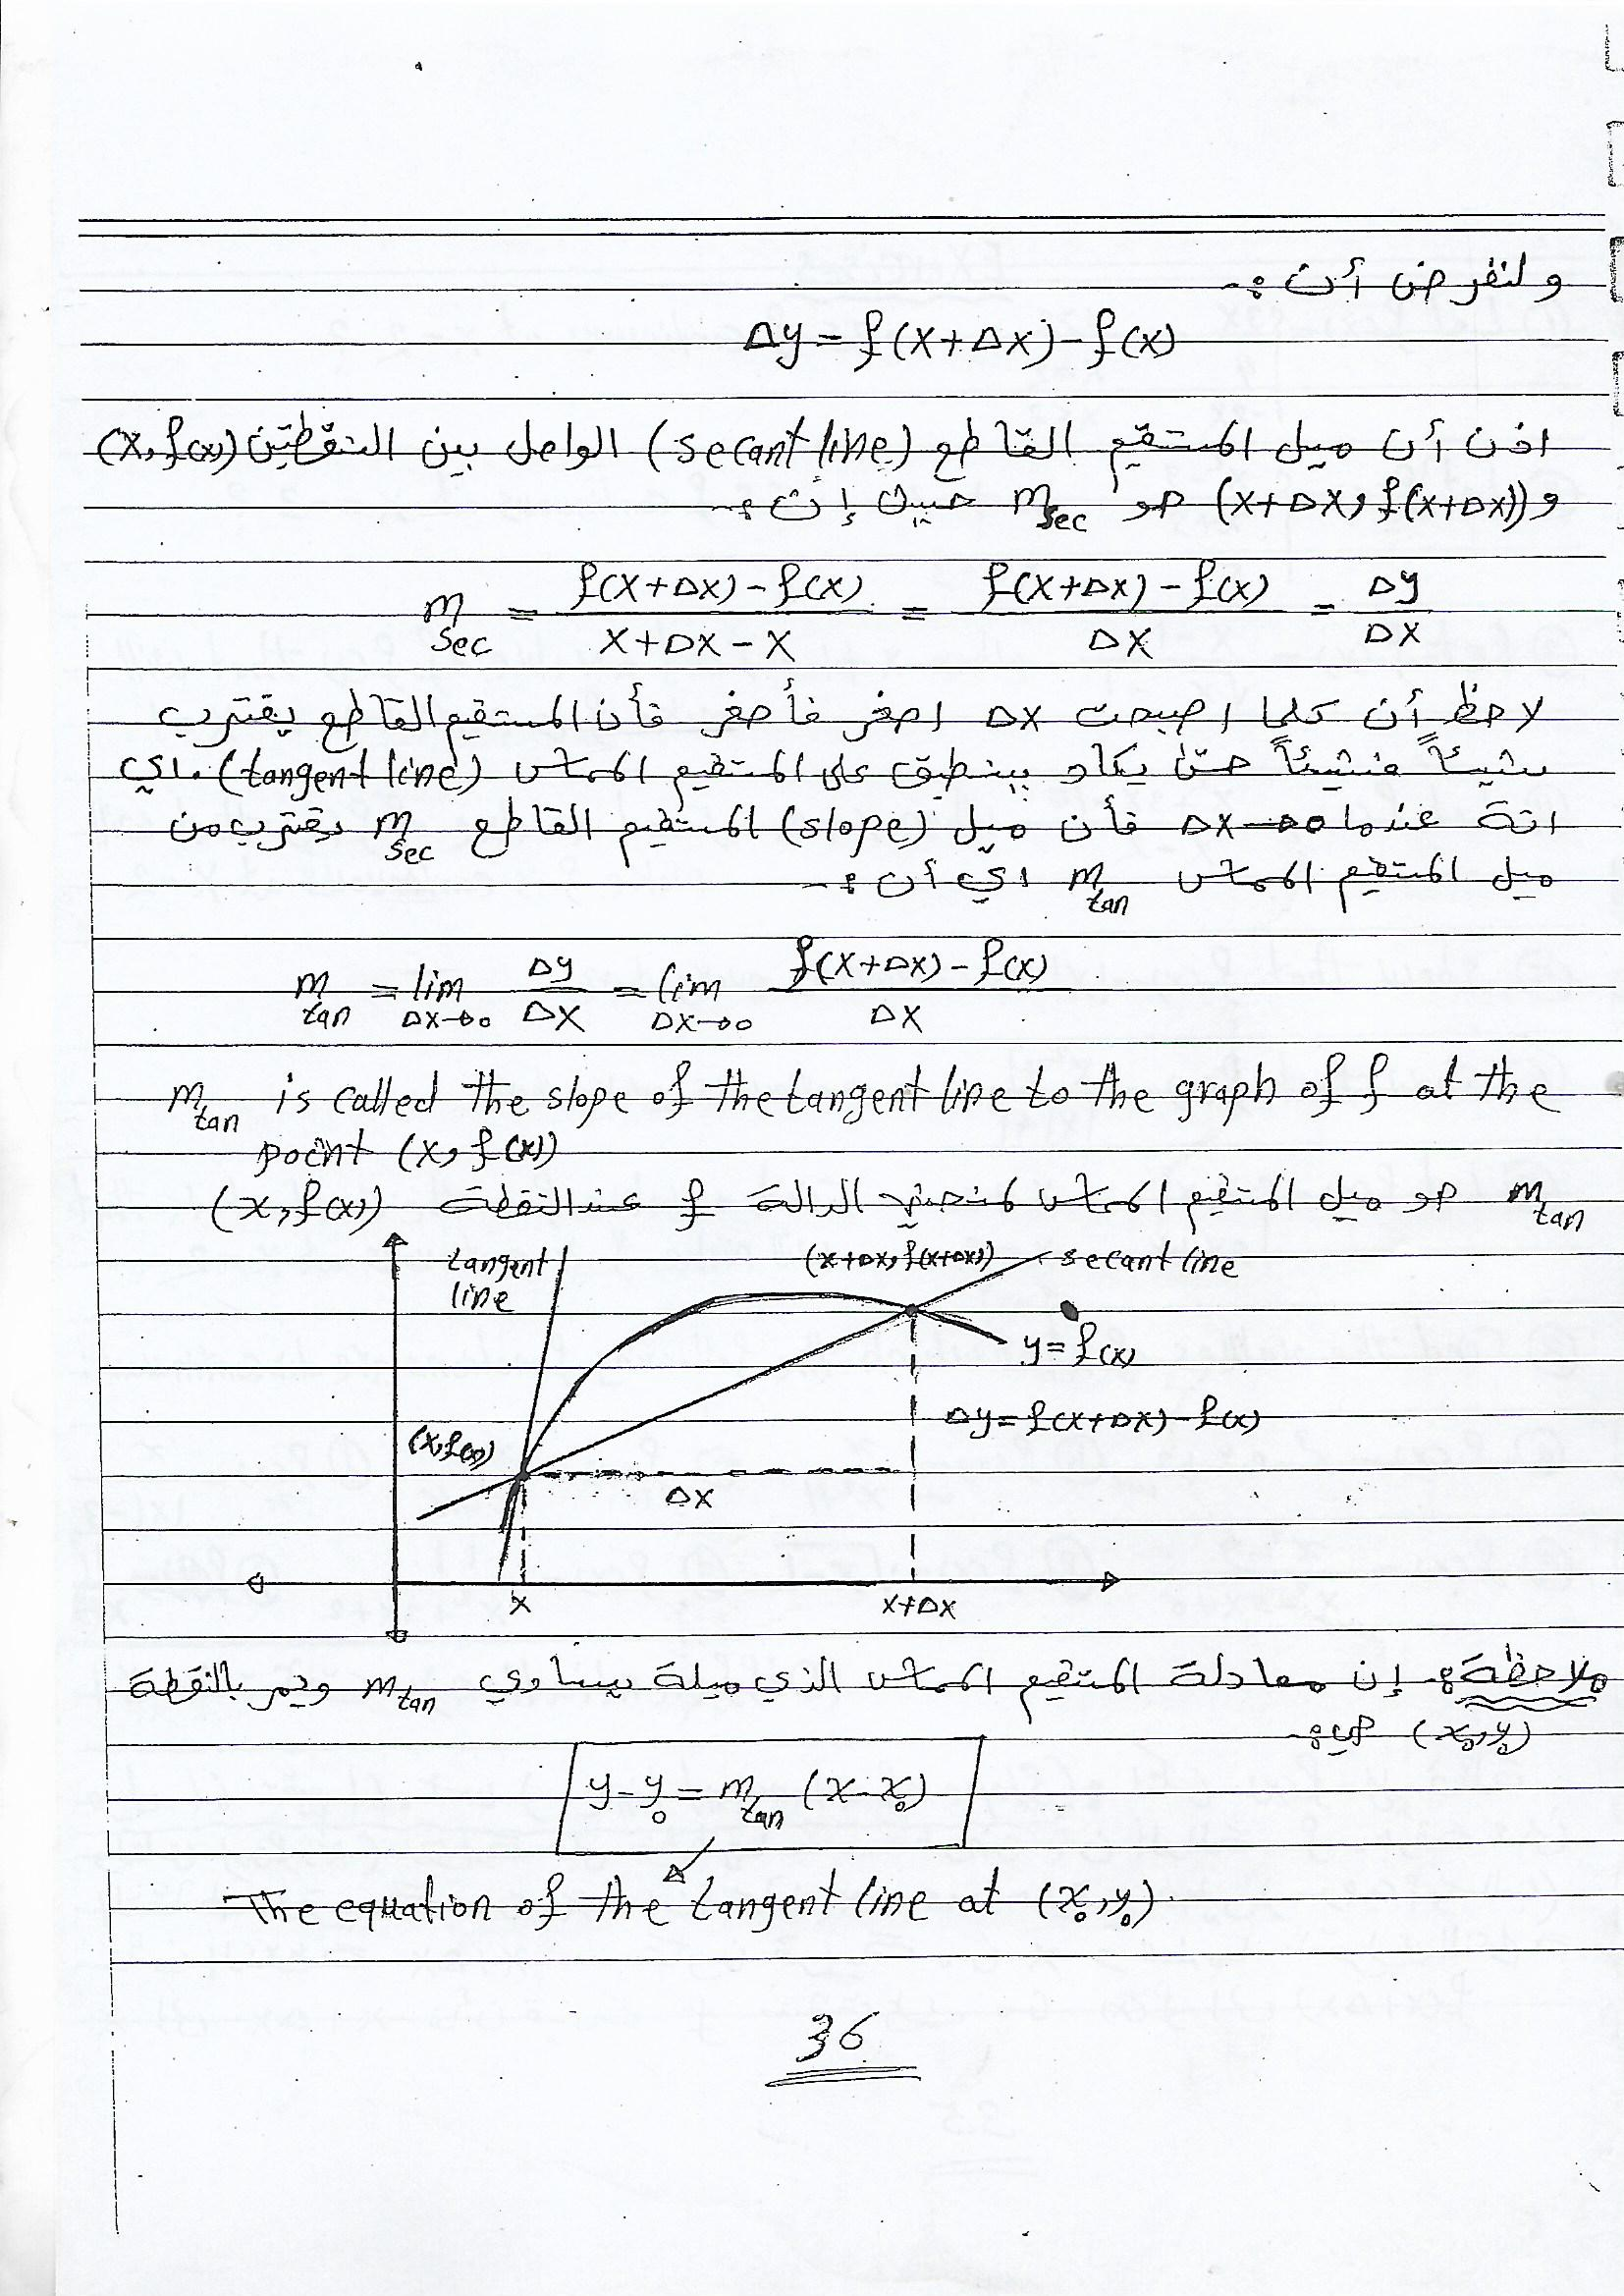 ولنفرض أن :-
Δy = f(x+Δx) - f(x)
اذن أن ميل المستقيم القاطع (secant line) الواصل بين النقطتين (x, f(x))
و (x+Δx, f(x+Δx)) هو m_sec حيث إن :-
m_sec = (f(x+Δx) - f(x)) / (x+Δx-x) = (f(x+Δx) - f(x)) / Δx = Δy / Δx
لاحظ أن كلما اصبحت Δx اصغر فأصغر فأن المستقيم القاطع يقترب
شيئاً فشيئاً حتى يكاد ينطبق على المستقيم المماس (tangent line). اي
انة عندما Δx→0 فأن ميل (slope) المستقيم القاطع m_sec يقترب من
ميل المستقيم المماس m_tan اي أن :-
m_tan = lim_{Δx→0} Δy / Δx = lim_{Δx→0} (f(x+Δx) - f(x)) / Δx
m_tan is called the slope of the tangent line to the graph of f at the
point (x, f(x))
m_tan هو ميل المستقيم المماس لمنحني الدالة f عند النقطة (x, f(x))
tangent
line
(x+Δx, f(x+Δx))
secant line
y = f(x)
Δy = f(x+Δx) - f(x)
(x, f(x))
Δx
x
x+Δx
ملاحظة: إن معادلة المستقيم المماس الذي ميلة يساوي m_tan ويمر بالنقطة
(x₀, y₀) هي :-
y - y₀ = m_tan (x - x₀)
The equation of the tangent line at (x₀, y₀).
36